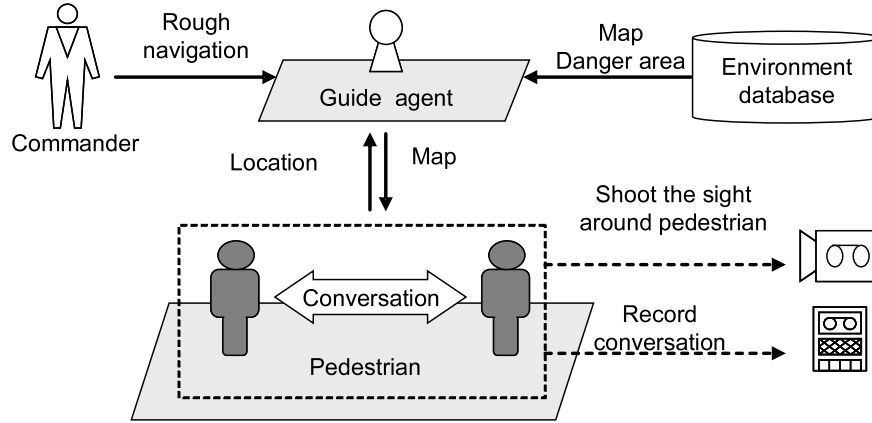 Rough
navigation
Map
Danger area
Environment
database
Guide agent
Commander
Location
Map
Shoot the sight
around pedestrian
Conversation
Record
conversation
Pedestrian